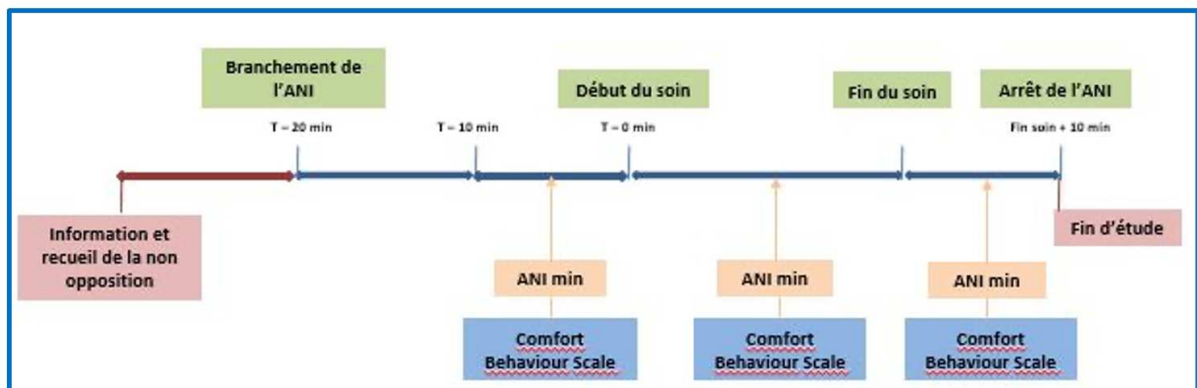 Branchement de
l'ANI
Début du soin
Fin du soin
Arrêt de l'ANI
T – 20 min
T – 10 min
T – 0 min
Fin soin + 10 min
Information et
recueil de la non
opposition
Fin d'étude
ANI min
ANI min
ANI min
Comfort
Behaviour Scale
Comfort
Behaviour Scale
Comfort
Behaviour Scale